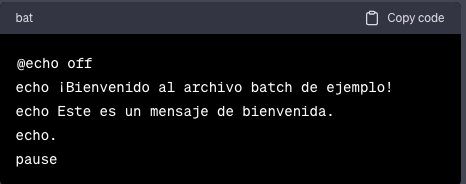 bat
Copy code
@echo off
echo ¡Bienvenido al archivo batch de ejemplo!
echo Este es un mensaje de bienvenida.
echo.
pause